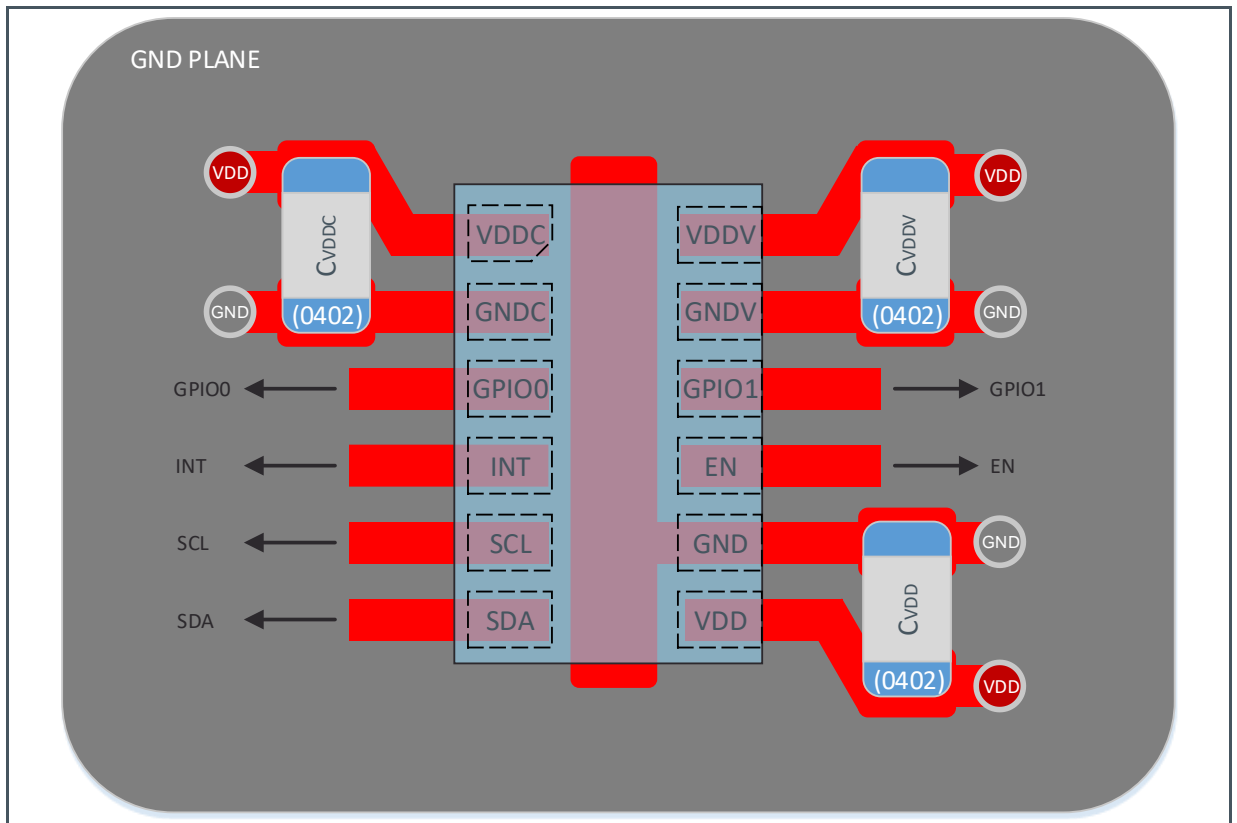 GND PLANE
VDD
VDD
CVDDC
CVDDV
VDDC
VDDV
GND
(0402)
GNDC
GNDV
(0402)
GND
GPIO0
GPIO0
GPIO1
GPIO1
INT
INT
EN
EN
SCL
SCL
GND
GND
CVDD
SDA
SDA
VDD
(0402)
VDD